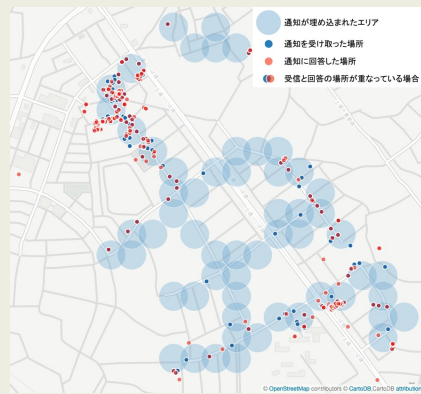 通知が埋め込まれたエリア
通知を受け取った場所
通知に回答した場所
受信と回答の場所が重なっている場合
© OpenStreetMap contributors © CartoDB,CartoDB attribution